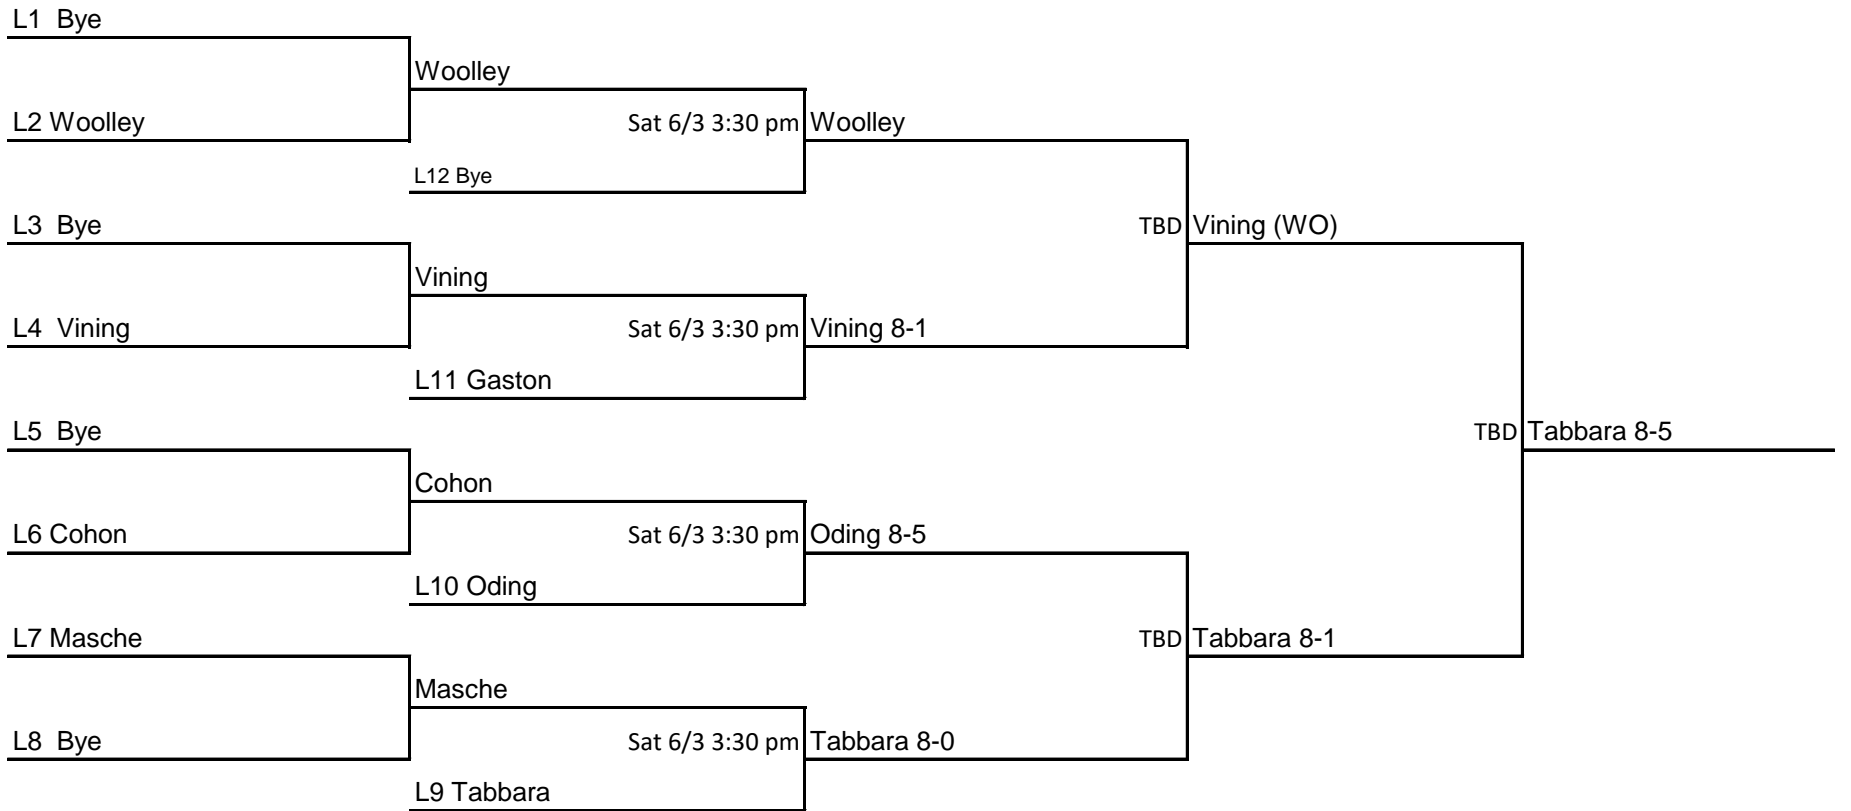 L1  Bye
Woolley
L2 Woolley
Sat 6/3 3:30 pm
Woolley
L12 Bye
L3  Bye
TBD
Vining (WO)
Vining
L4  Vining
Sat 6/3 3:30 pm
Vining 8-1
L11 Gaston
L5  Bye
TBD
Tabbara 8-5
Cohon
L6 Cohon
Sat 6/3 3:30 pm
Oding 8-5
L10 Oding
L7 Masche
TBD
Tabbara 8-1
Masche
L8  Bye
Sat 6/3 3:30 pm
Tabbara 8-0
L9 Tabbara